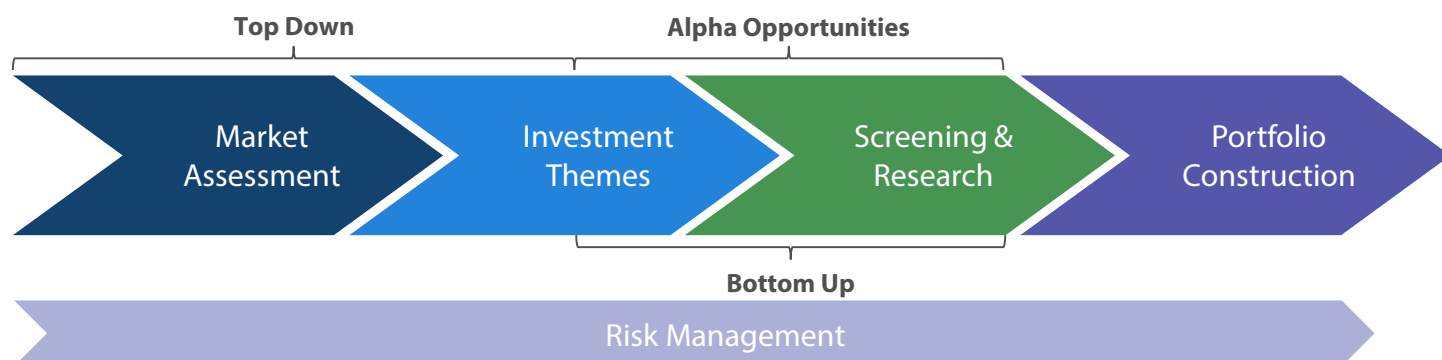 Top Down
Alpha Opportunities
Market
Assessment
Investment
Themes
Screening &
Research
Portfolio
Construction
Bottom Up
Risk Management